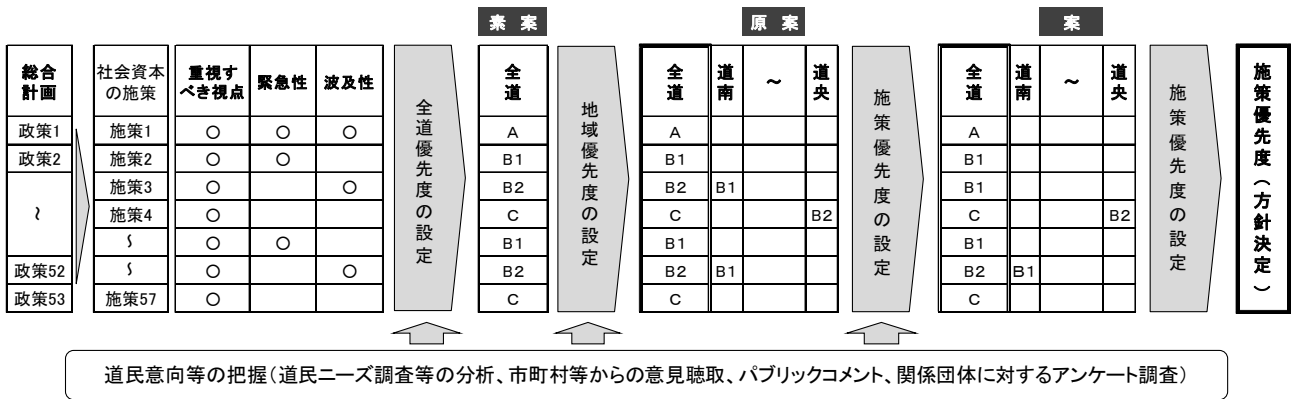 素 案 原 案 案
総合計画 社会資本の施策 重視すべき視点 緊急性 波及性 全道優先度の設定 全道 地域優先度の設定 全道 道南 ～ 道央 施策優先度の設定 全道 道南 ～ 道央 施策優先度の設定 施策優先度（方針決定）
政策1 施策1 ○ ○ ○ A A A
政策2 施策2 ○ ○ B1 B1 B1
施策3 ○ ○ B2 B2 B1 B1
～ 施策4 ○ C C B2 C B2
～ ○ ○ B1 B1 B1
政策52 ～ ○ ○ B2 B2 B1 B2 B1
政策53 施策57 ○ C C C
道民意向等の把握（道民ニーズ調査等の分析、市町村等からの意見聴取、パブリックコメント、関係団体に対するアンケート調査）